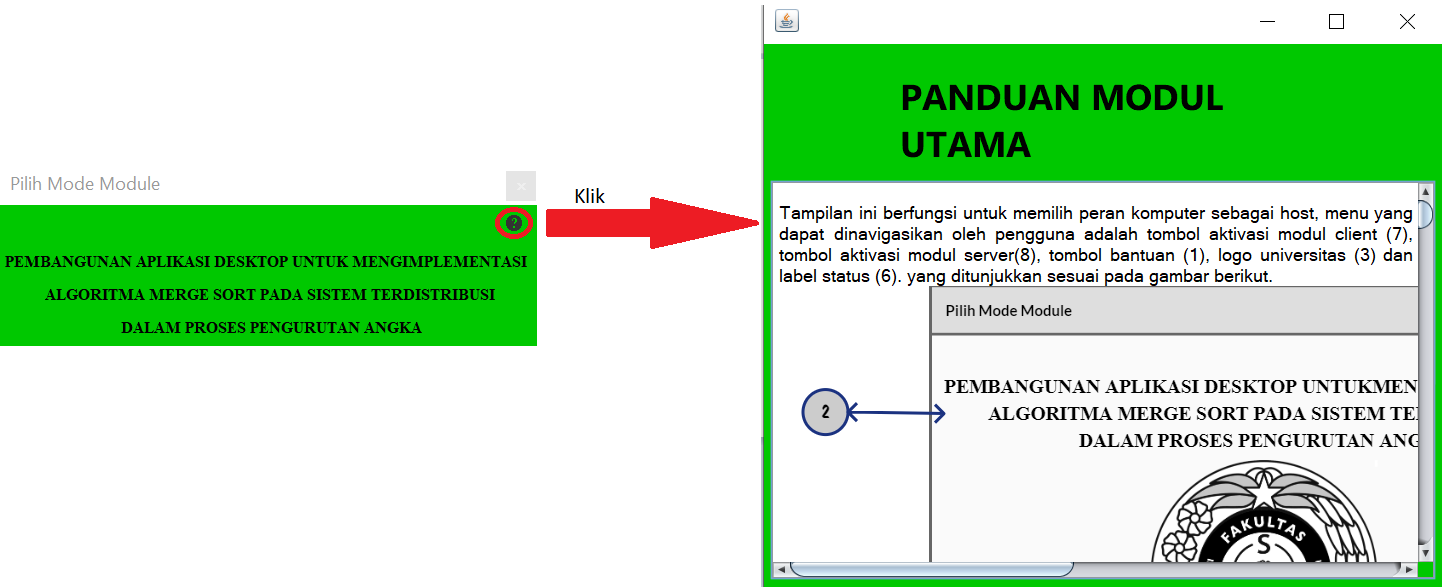 Pilih Mode Module
?
PEMBANGUNAN APLIKASI DESKTOP UNTUK MENGIMPLEMENTASI
ALGORITMA MERGE SORT PADA SISTEM TERDISTRIBUSI
DALAM PROSES PENGURUTAN ANGKA
Klik
PANDUAN MODUL
UTAMA
Tampilan ini berfungsi untuk memilih peran komputer sebagai host, menu yang
dapat dinavigasikan oleh pengguna adalah tombol aktivasi modul client (7),
tombol aktivasi modul server(8), tombol bantuan (1), logo universitas (3) dan
label status (6). yang ditunjukkan sesuai pada gambar berikut.
Pilih Mode Module
2
PEMBANGUNAN APLIKASI DESKTOP UNTUKMEN
ALGORITMA MERGE SORT PADA SISTEM TE
DALAM PROSES PENGURUTAN ANG
FAKULTAS
S